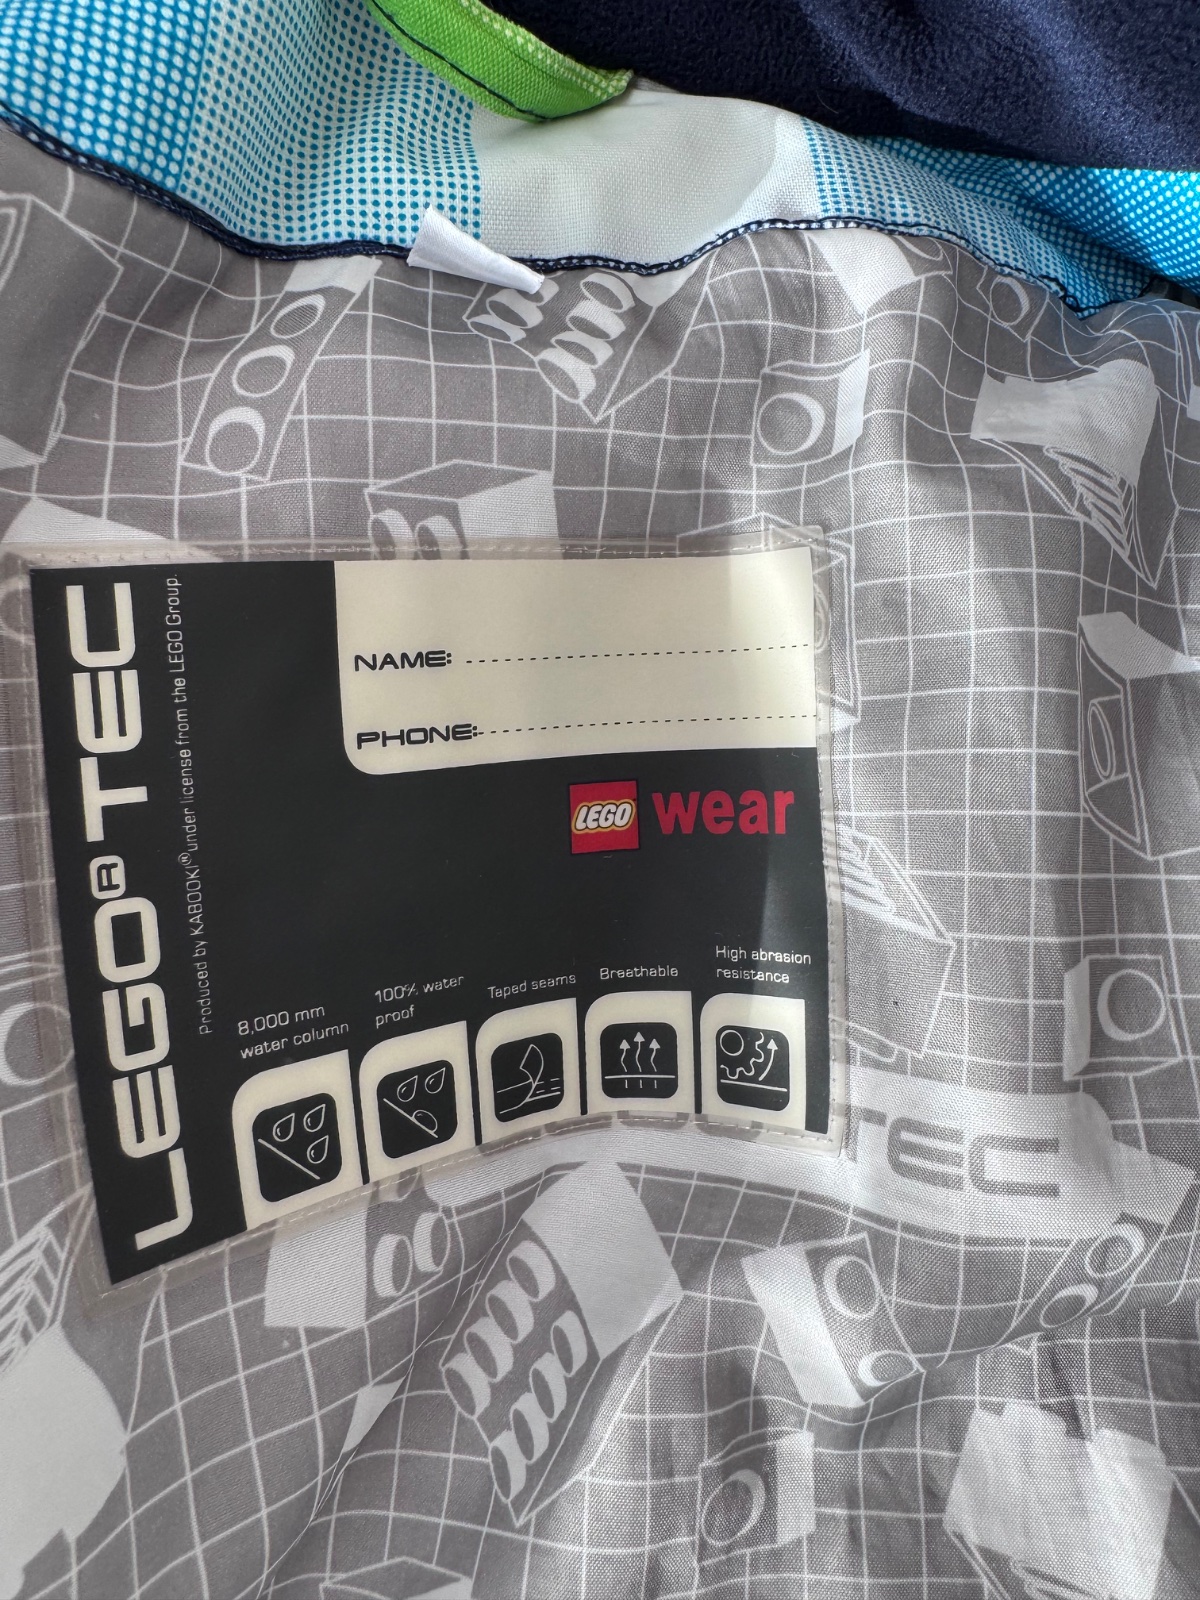 LEGO® TEC
Produced by KABOOKI® under license from the LEGO Group.
NAME:
PHONE:
LEGO wear
8,000 mm
water column
100% water
proof
Taped seams
Breathable
High abrasion
resistance
TEC